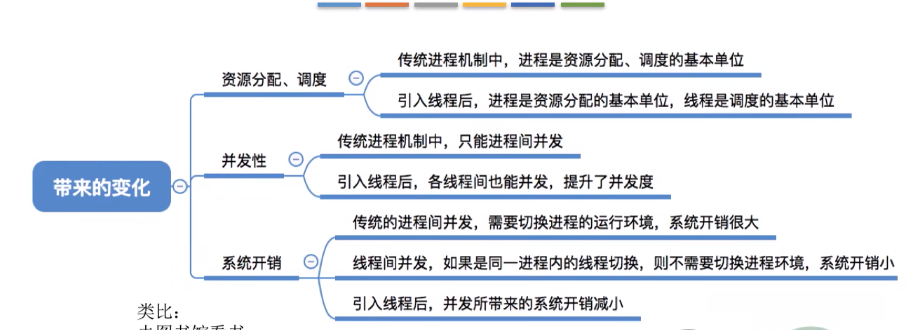 资源分配、调度
传统进程机制中，进程是资源分配、调度的基本单位
引入线程后，进程是资源分配的基本单位，线程是调度的基本单位
带来的变化
并发性
传统进程机制中，只能进程间并发
引入线程后，各线程间也能并发，提升了并发度
系统开销
传统的进程间并发，需要切换进程的运行环境，系统开销很大
线程间并发，如果是同一进程内的线程切换，则不需要切换进程环境，系统开销小
引入线程后，并发所带来的系统开销减小
类比：